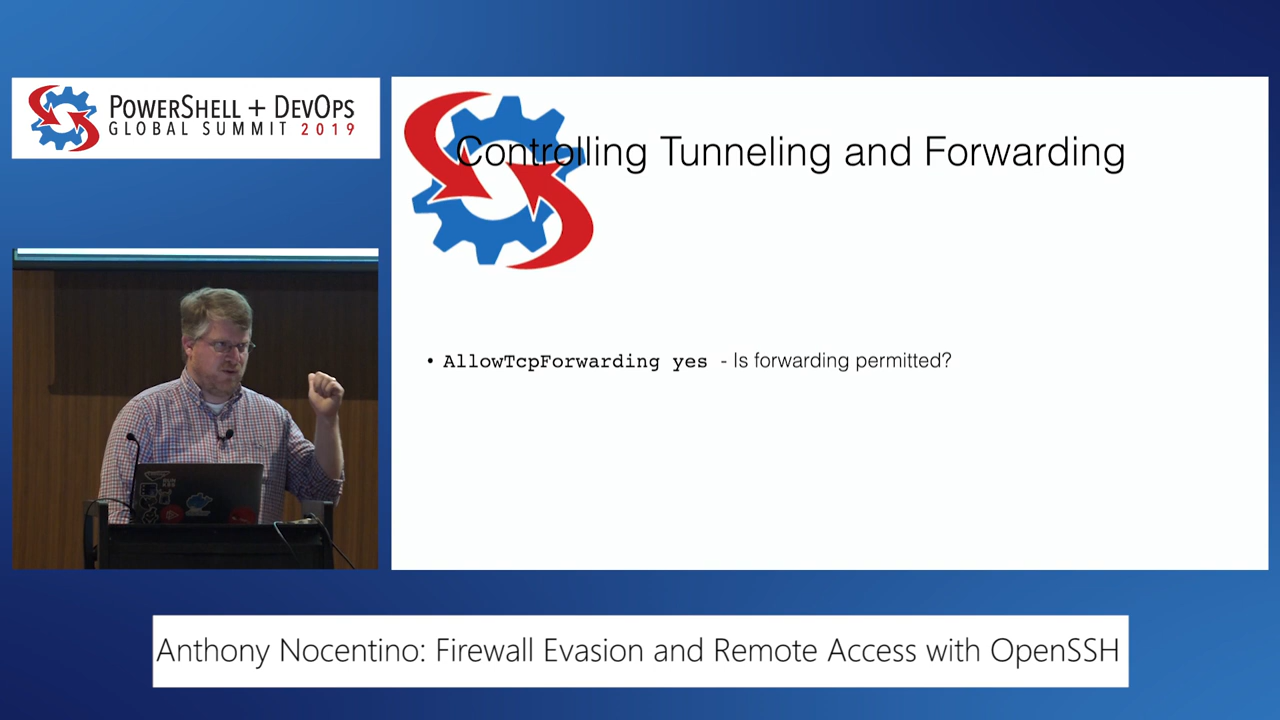 POWERSHELL + DEVOPS
GLOBAL SUMMIT 2019
Controlling Tunneling and Forwarding
• AllowTcpForwarding yes - Is forwarding permitted?
Anthony Nocentino: Firewall Evasion and Remote Access with OpenSSH